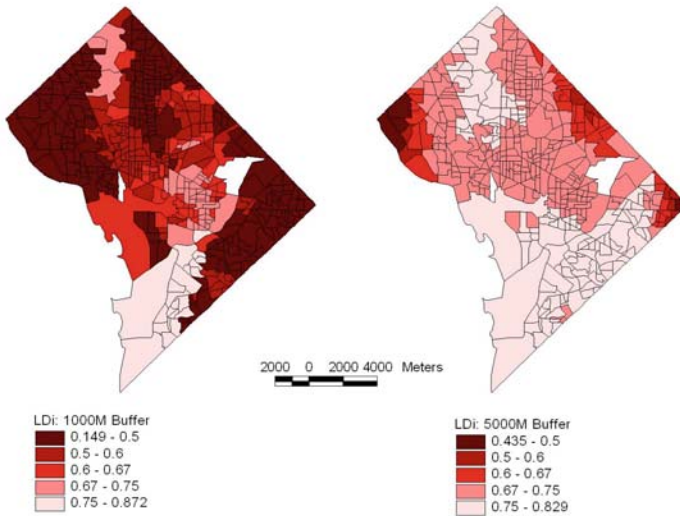 2000 0 2000 4000 Meters
LDi: 1000M Buffer
0.149 - 0.5
0.5 - 0.6
0.6 - 0.67
0.67 - 0.75
0.75 - 0.872
LDi: 5000M Buffer
0.435 - 0.5
0.5 - 0.6
0.6 - 0.67
0.67 - 0.75
0.75 - 0.829